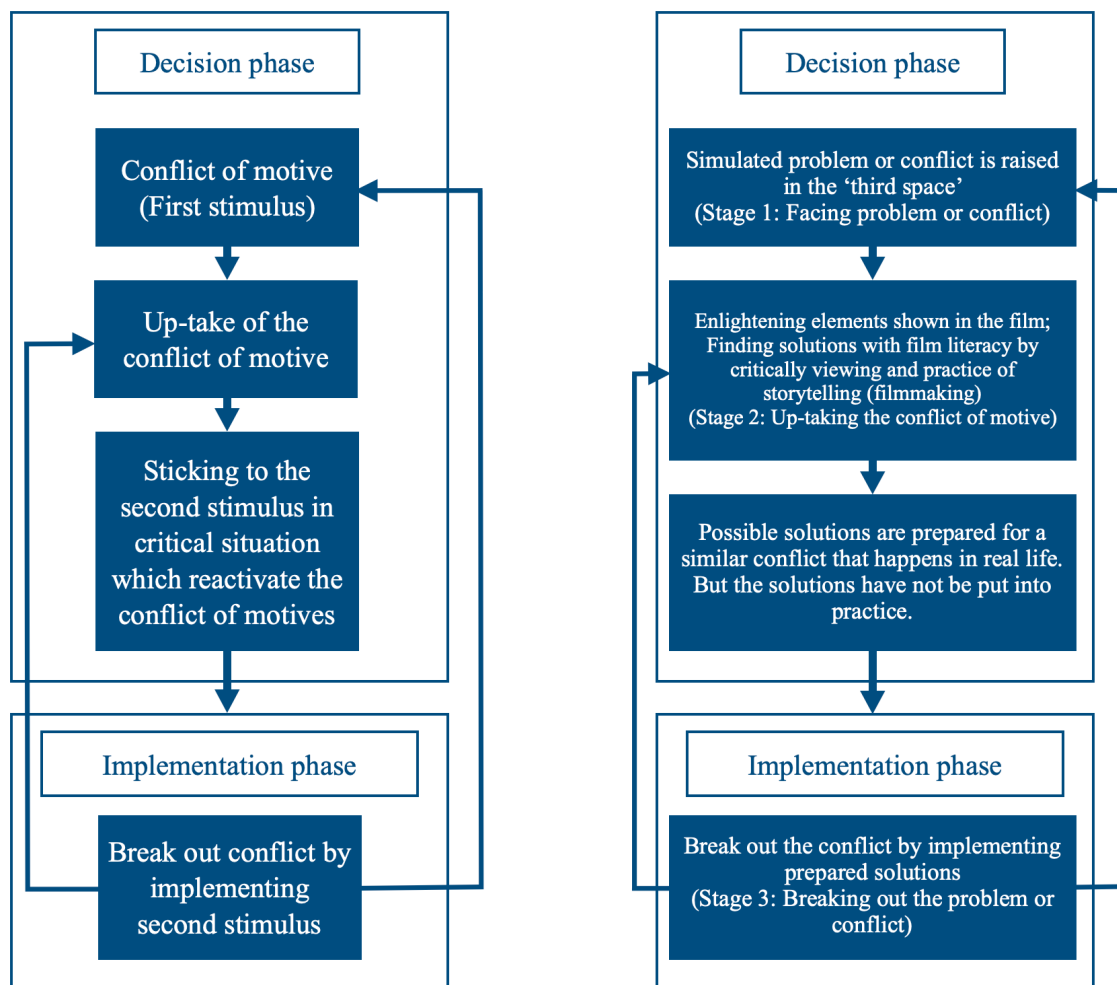 Decision phase
Conflict of motive
(First stimulus)
Up-take of the
conflict of motive
Sticking to the
second stimulus in
critical situation
which reactivate the
conflict of motives
Implementation phase
Break out conflict by
implementing
second stimulus
Decision phase
Simulated problem or conflict is raised
in the ‘third space’
(Stage 1: Facing problem or conflict)
Enlightening elements shown in the film;
Finding solutions with film literacy by
critically viewing and practice of
storytelling (filmmaking)
(Stage 2: Up-taking the conflict of motive)
Possible solutions are prepared for a
similar conflict that happens in real life.
But the solutions have not be put into
practice.
Implementation phase
Break out the conflict by implementing
prepared solutions
(Stage 3: Breaking out the problem or
conflict)